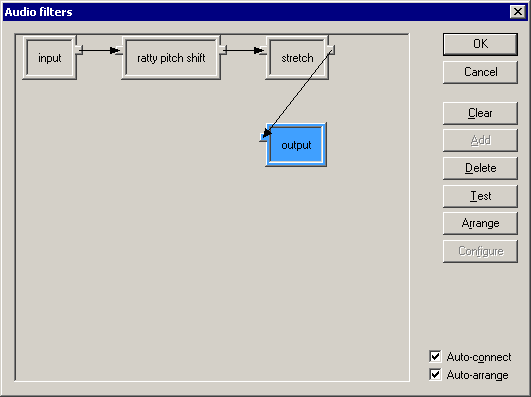 Audio filters
input
ratty pitch shift
stretch
output
OK
Cancel
Clear
Add
Delete
Test
Arrange
Configure
Auto-connect
Auto-arrange